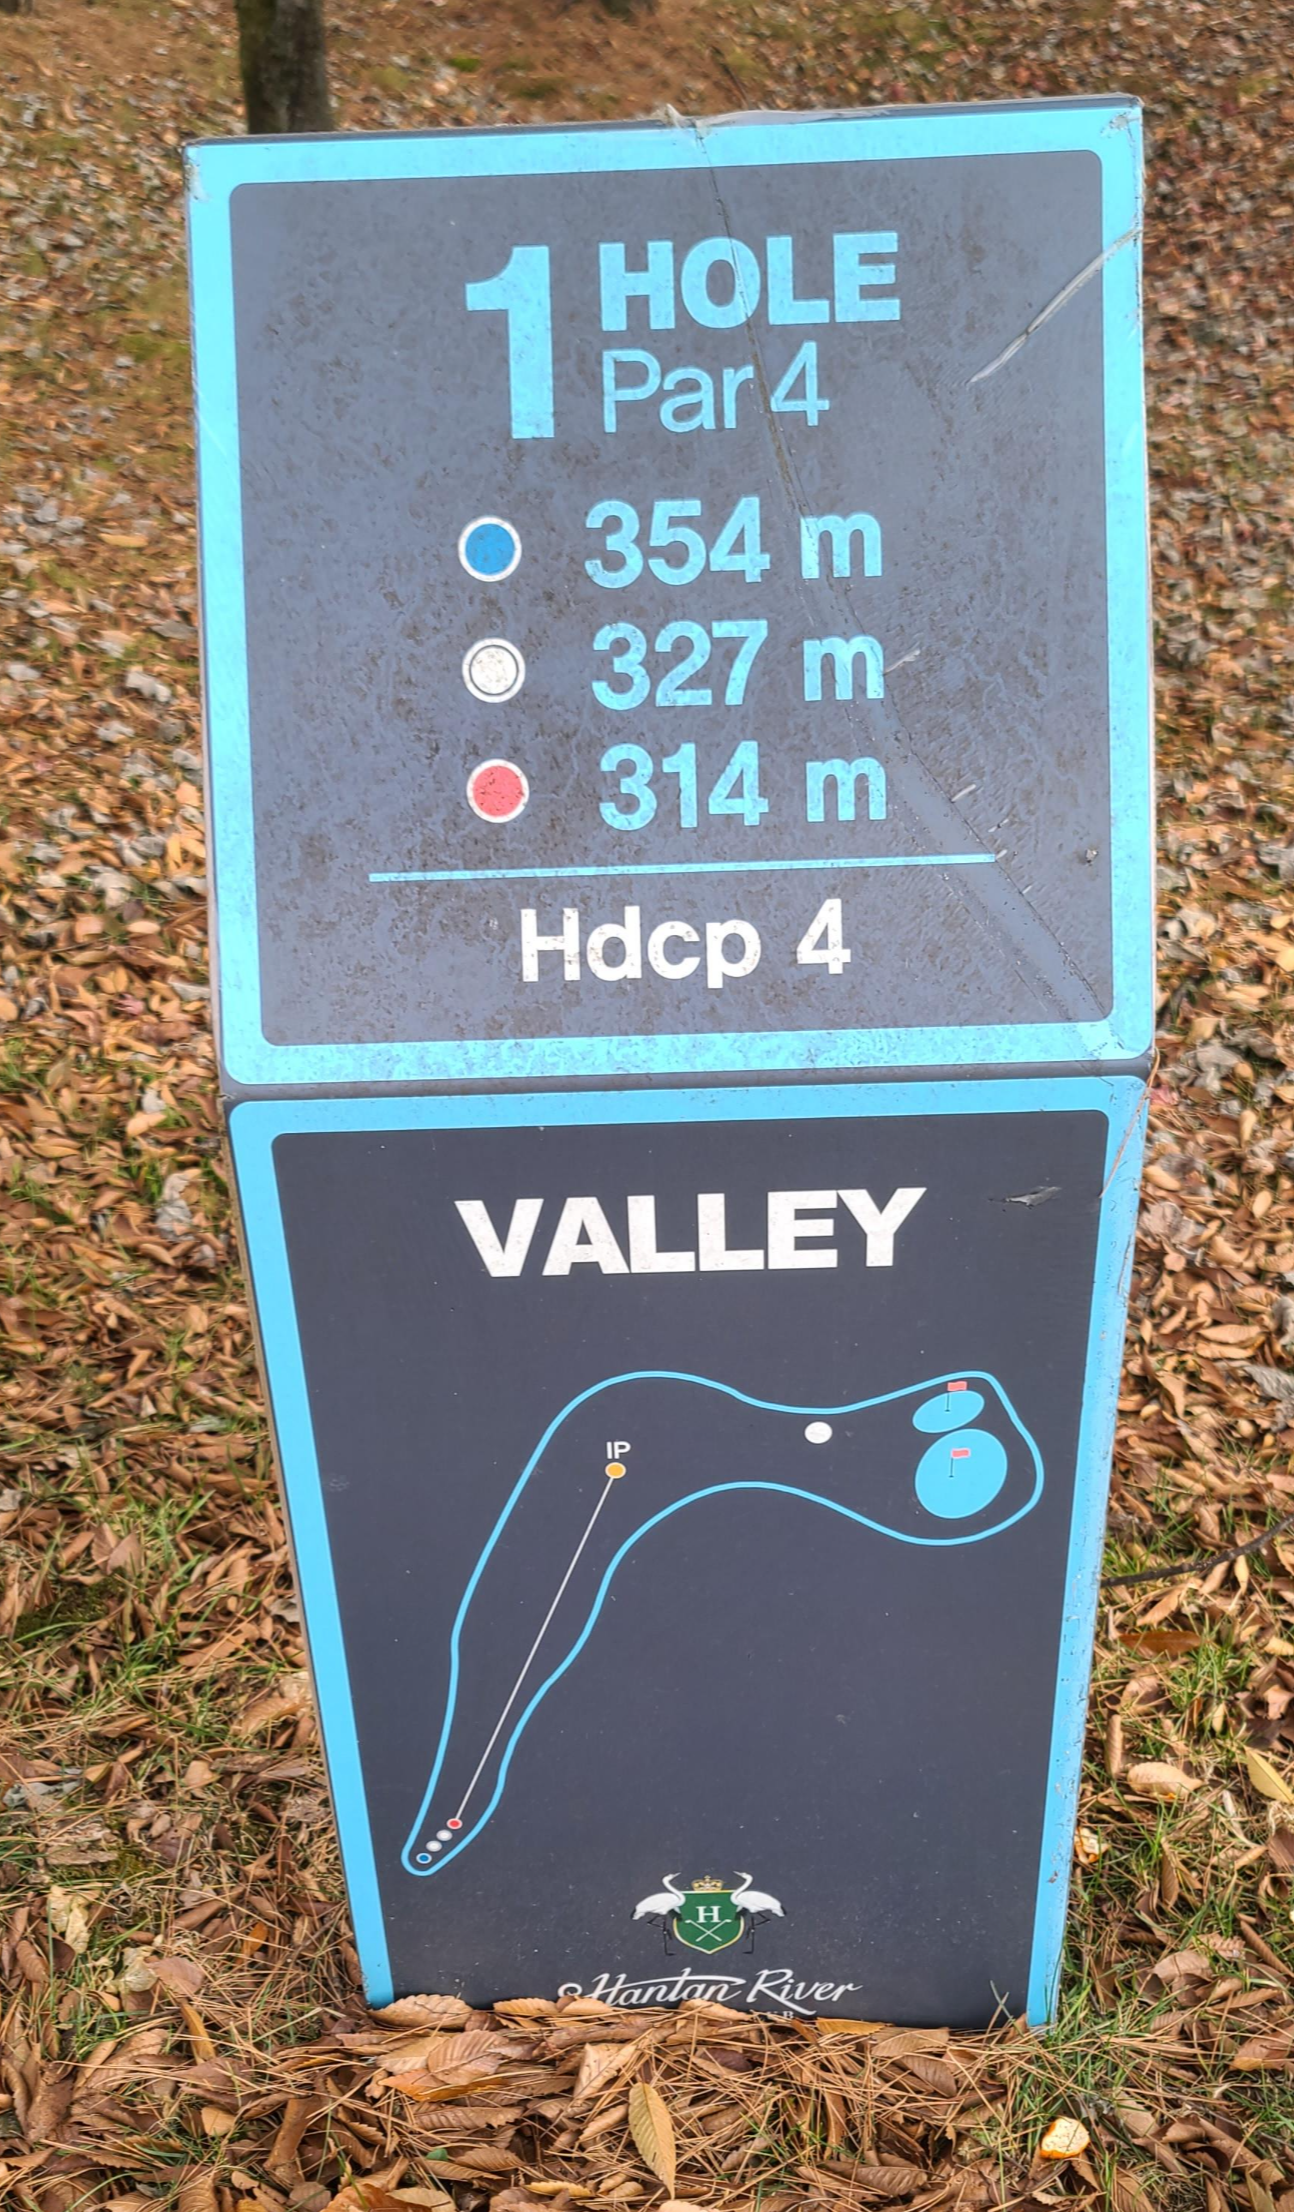 1 HOLE
Par 4
354 m
327 m
314 m
Hdcp 4
VALLEY
IP
H
Hantan River